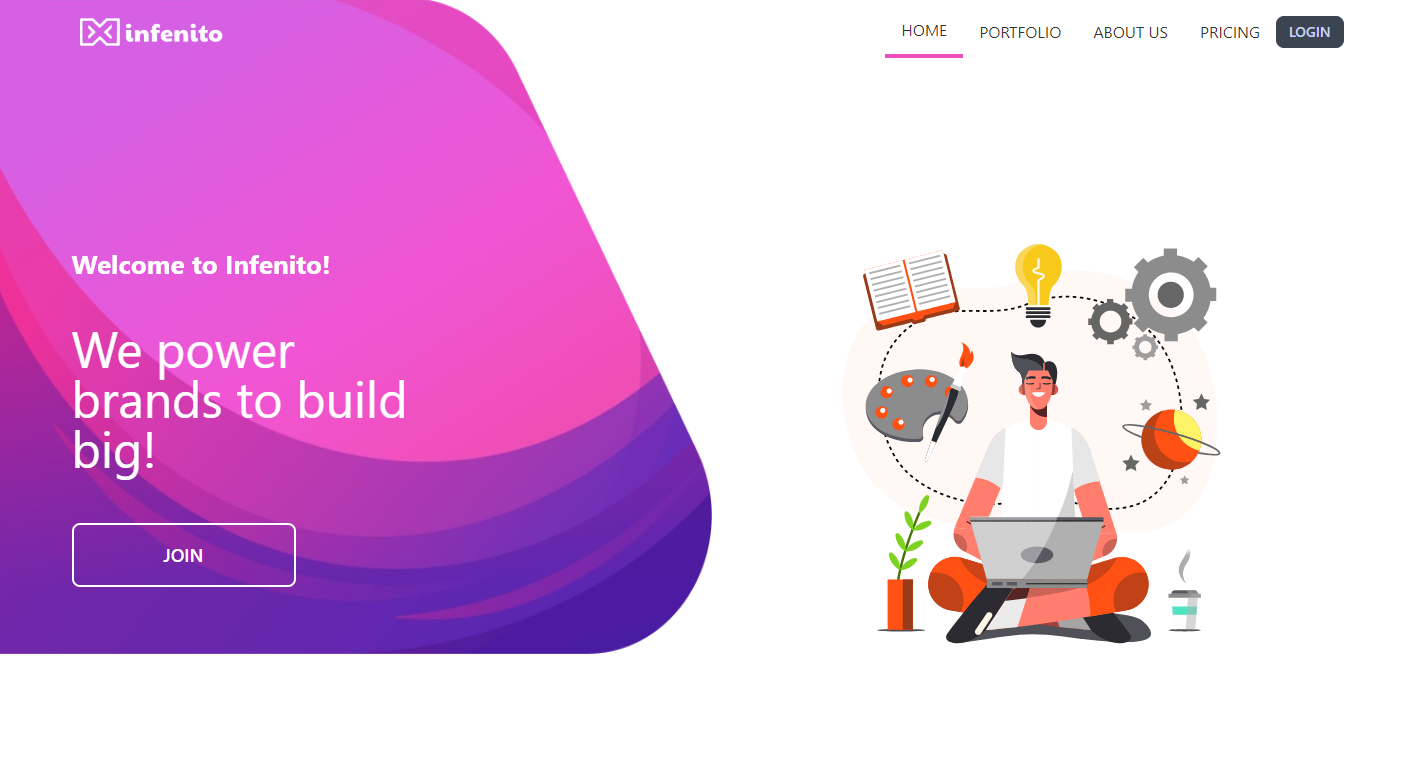 infenito
HOME
PORTFOLIO
ABOUT US
PRICING
LOGIN
Welcome to Infenito!
We power
brands to build
big!
JOIN